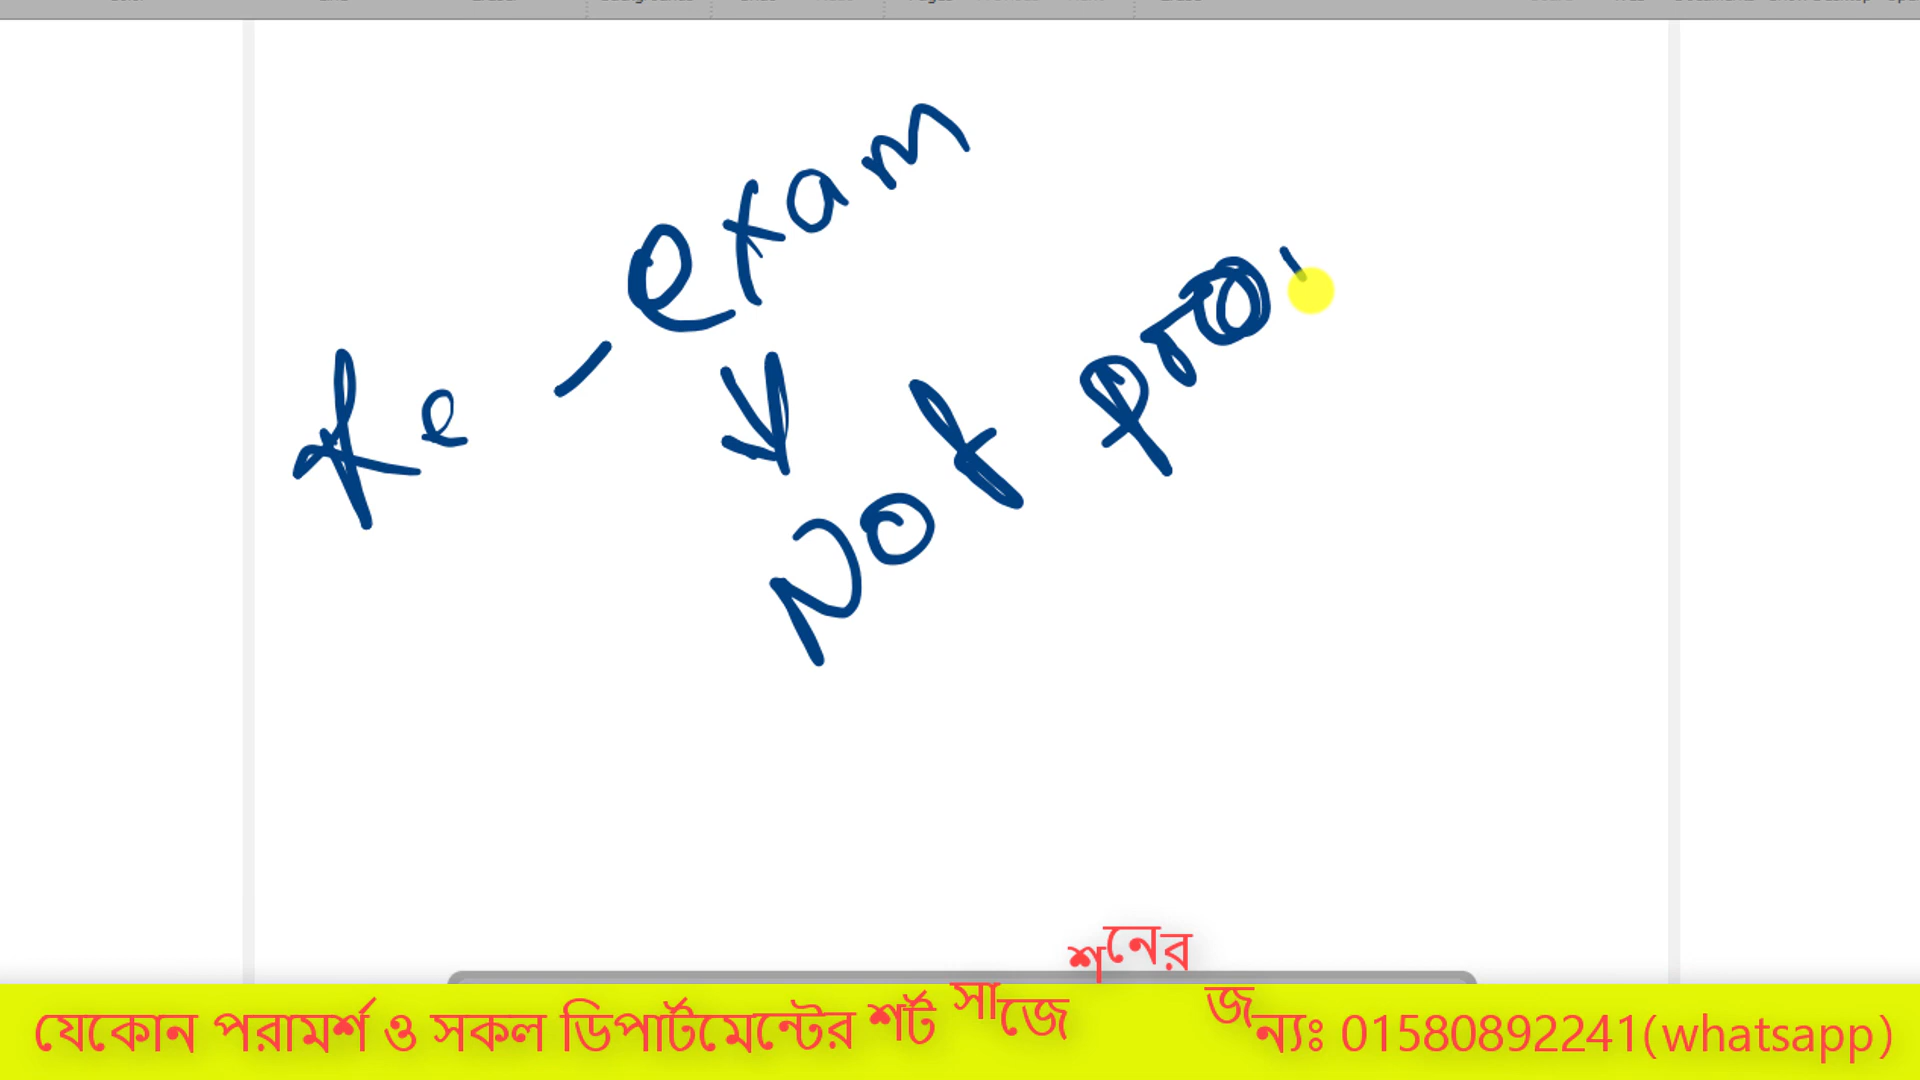 Re - exam
Not pro
যেকোন পরামর্শ ও সকল ডিপার্টমেন্টের শর্ট সাজেশনের জন্যঃ 01580892241(whatsapp)